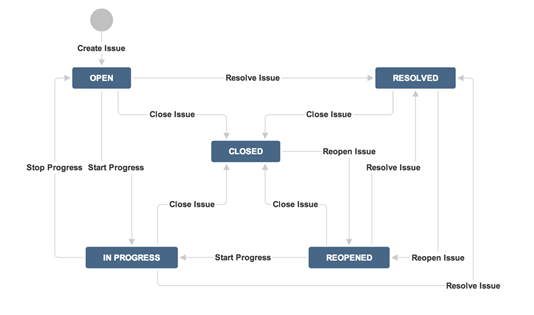 Create Issue
OPEN
Resolve Issue
RESOLVED
Close Issue
Close Issue
CLOSED
Reopen Issue
Stop Progress
Start Progress
Resolve Issue
Close Issue
Close Issue
IN PROGRESS
Start Progress
REOPENED
Reopen Issue
Resolve Issue